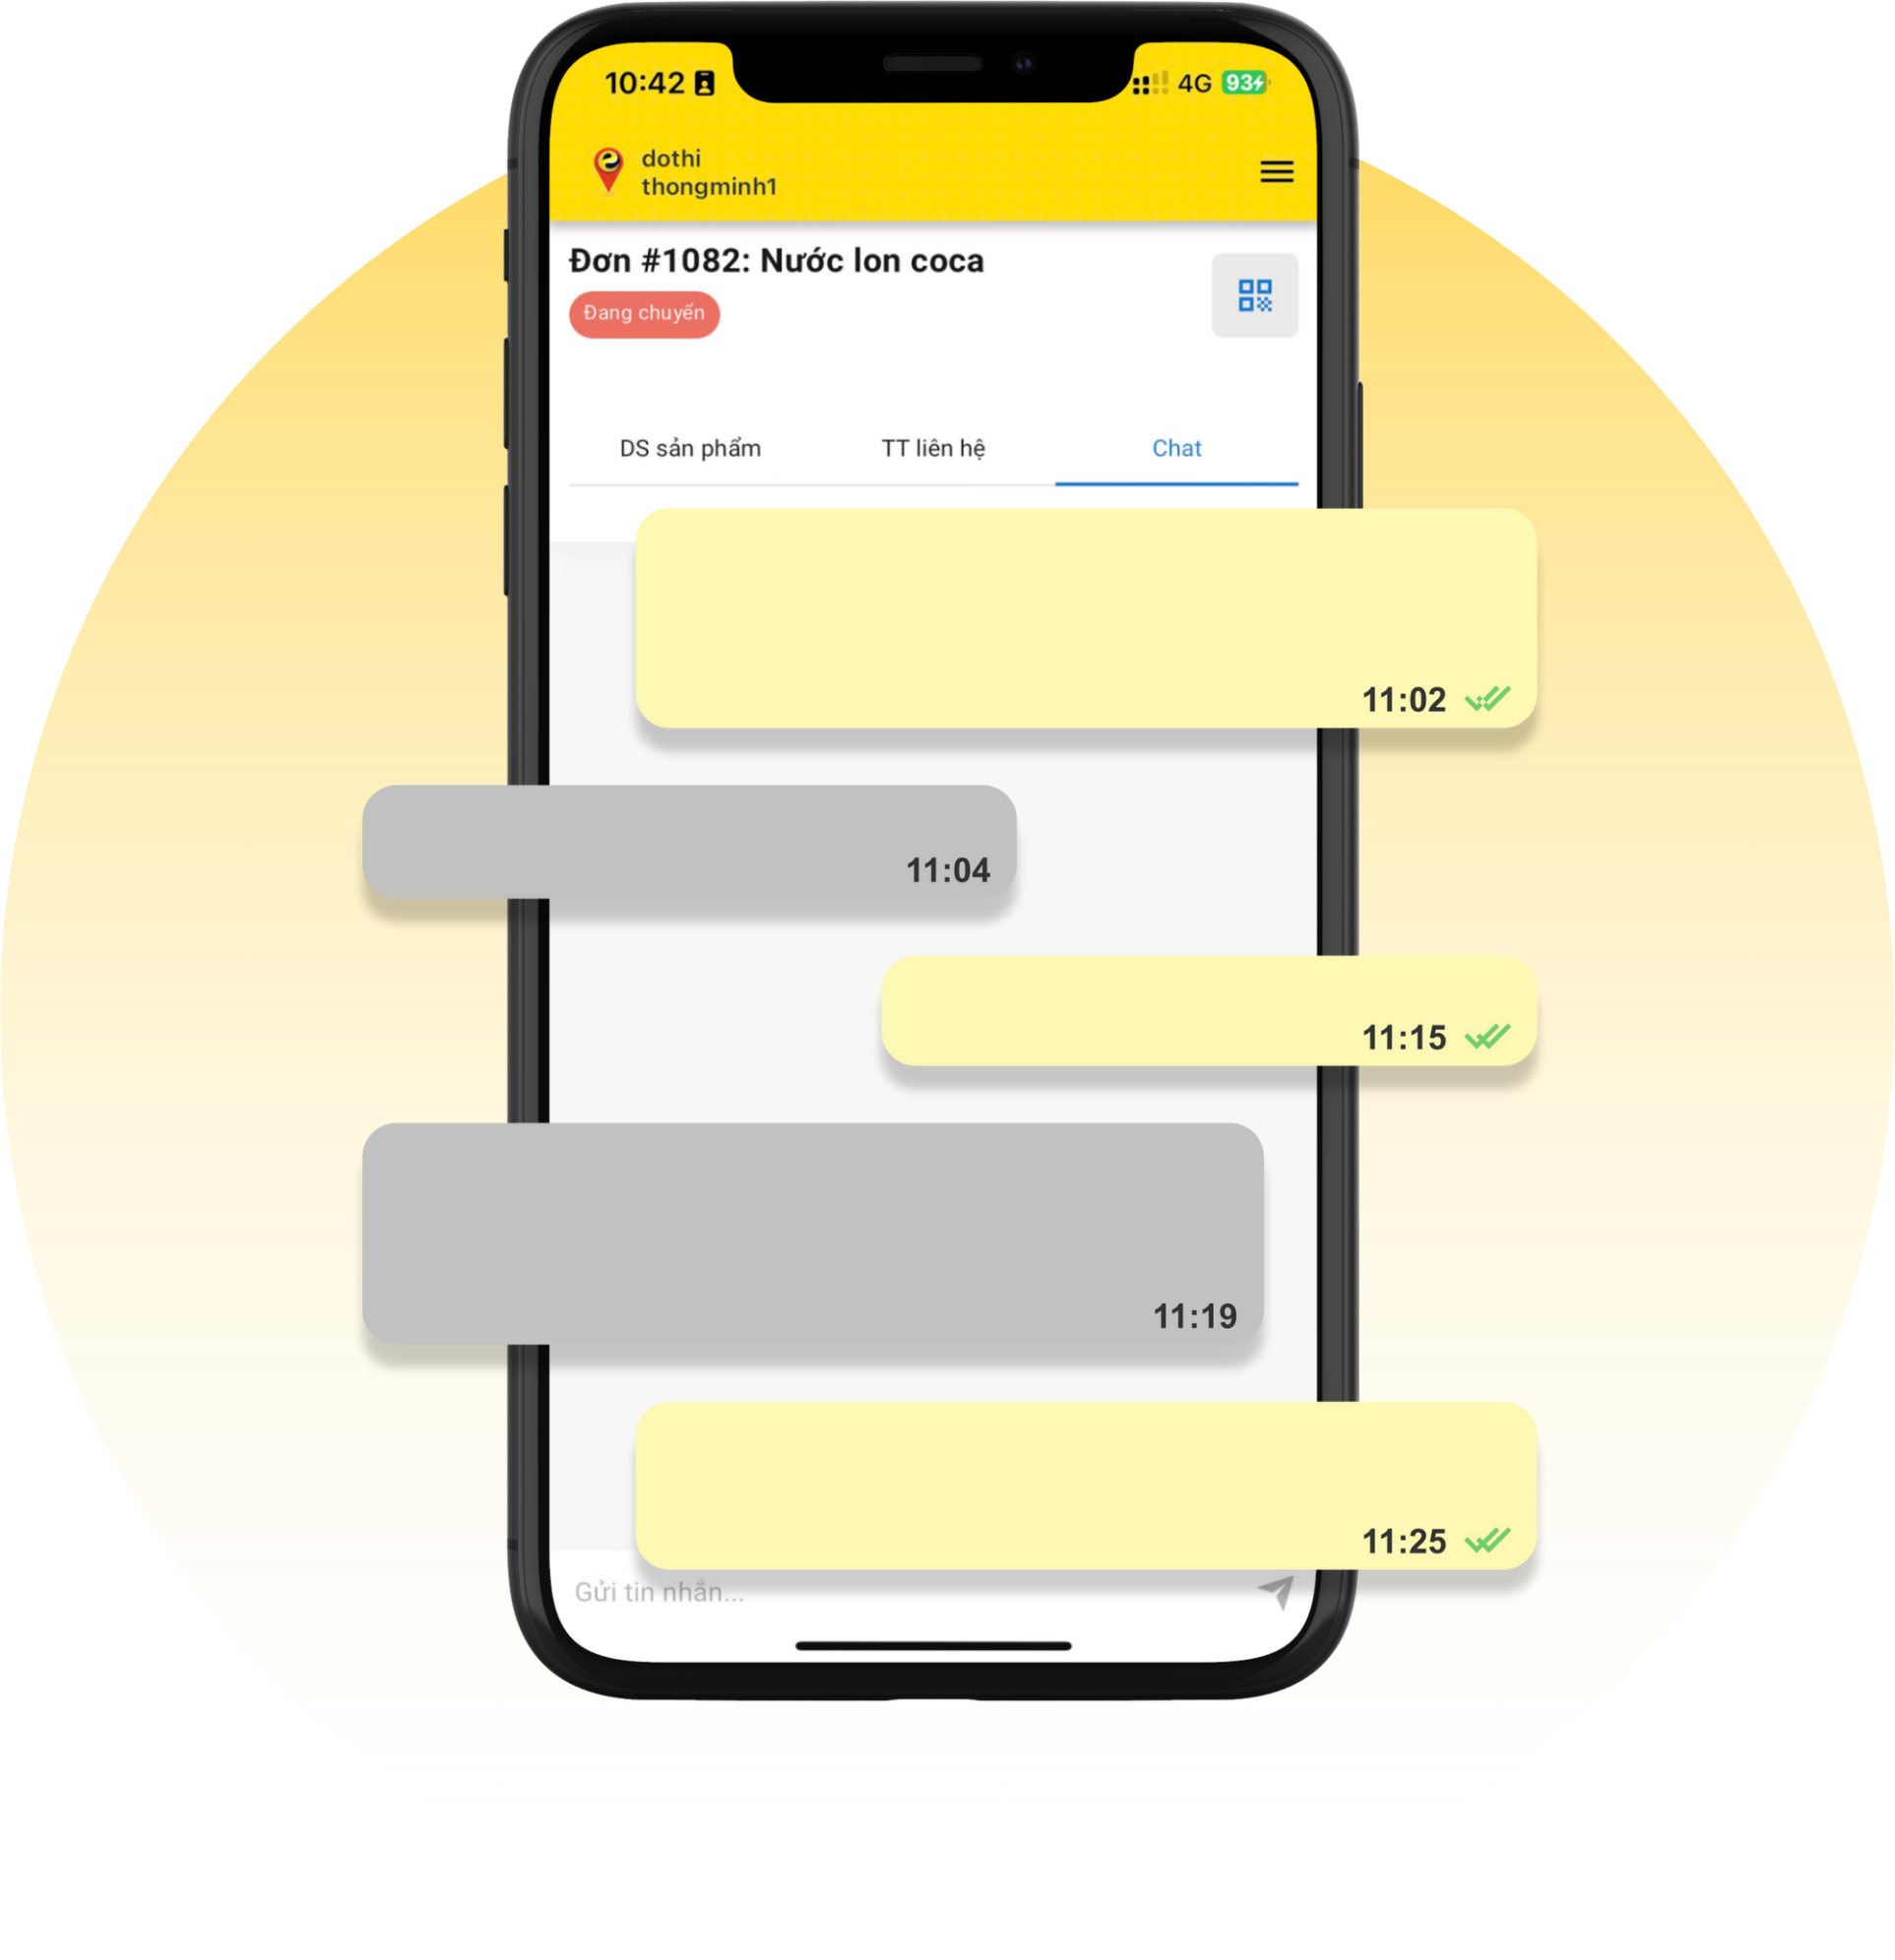 10:42
4G 93
dothi
thongminh1
Đơn #1082: Nước lon coca
Đang chuyển
DS sản phẩm TT liên hệ Chat
11:02
11:04
11:15
11:19
11:25
Gửi tin nhắn...